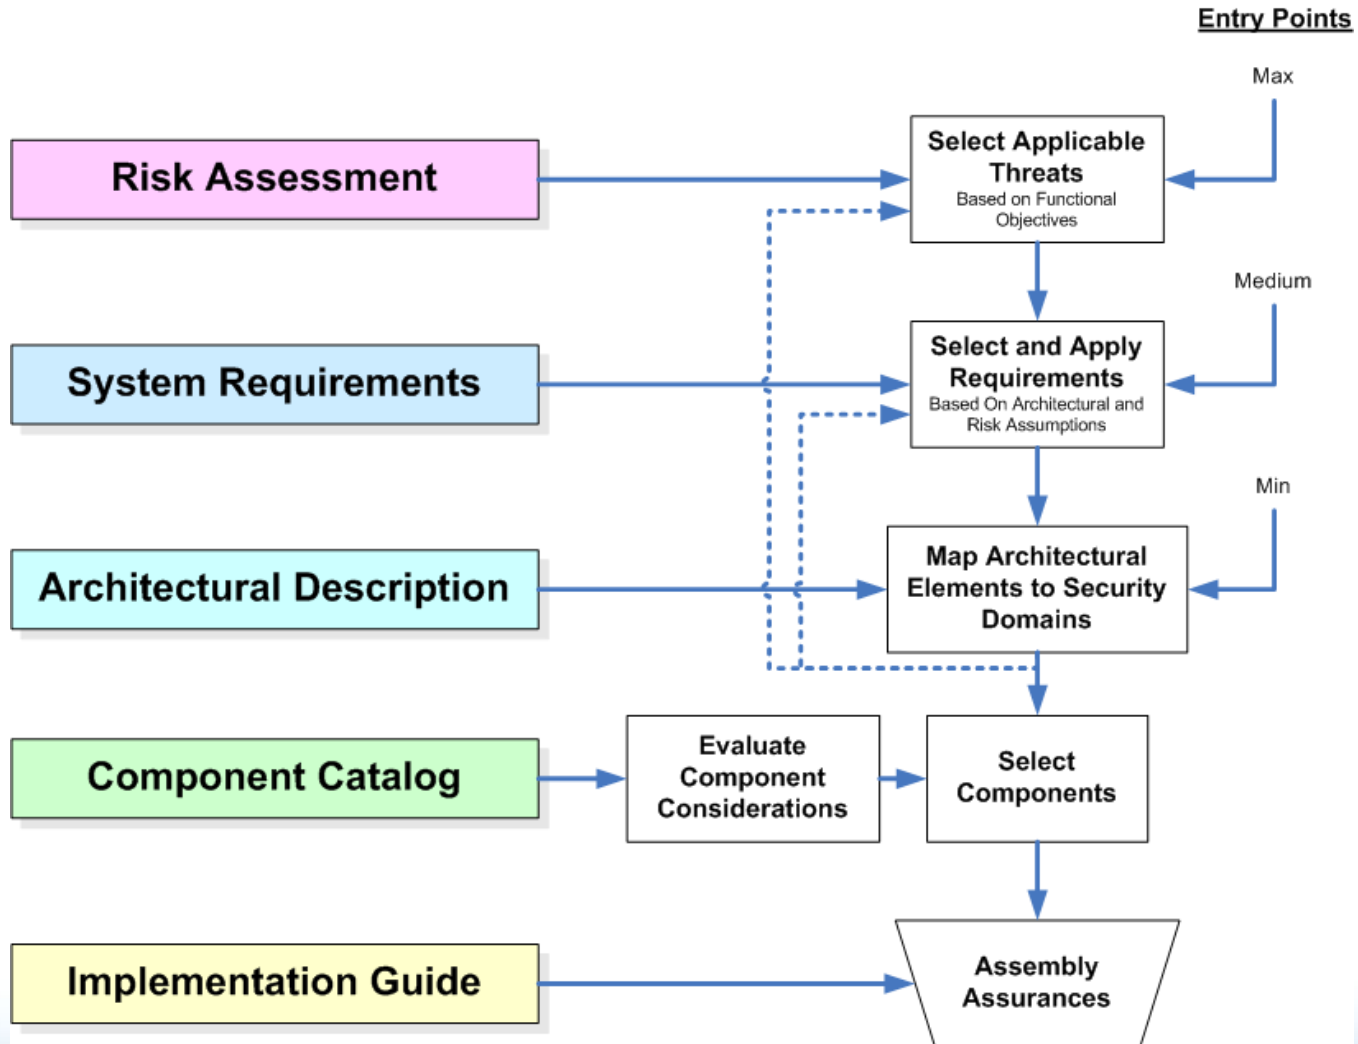 Entry Points
Max
Risk Assessment
Select Applicable
Threats
Based on Functional
Objectives
Medium
System Requirements
Select and Apply
Requirements
Based On Architectural and
Risk Assumptions
Min
Architectural Description
Map Architectural
Elements to Security
Domains
Component Catalog
Evaluate
Component
Considerations
Select
Components
Implementation Guide
Assembly
Assurances